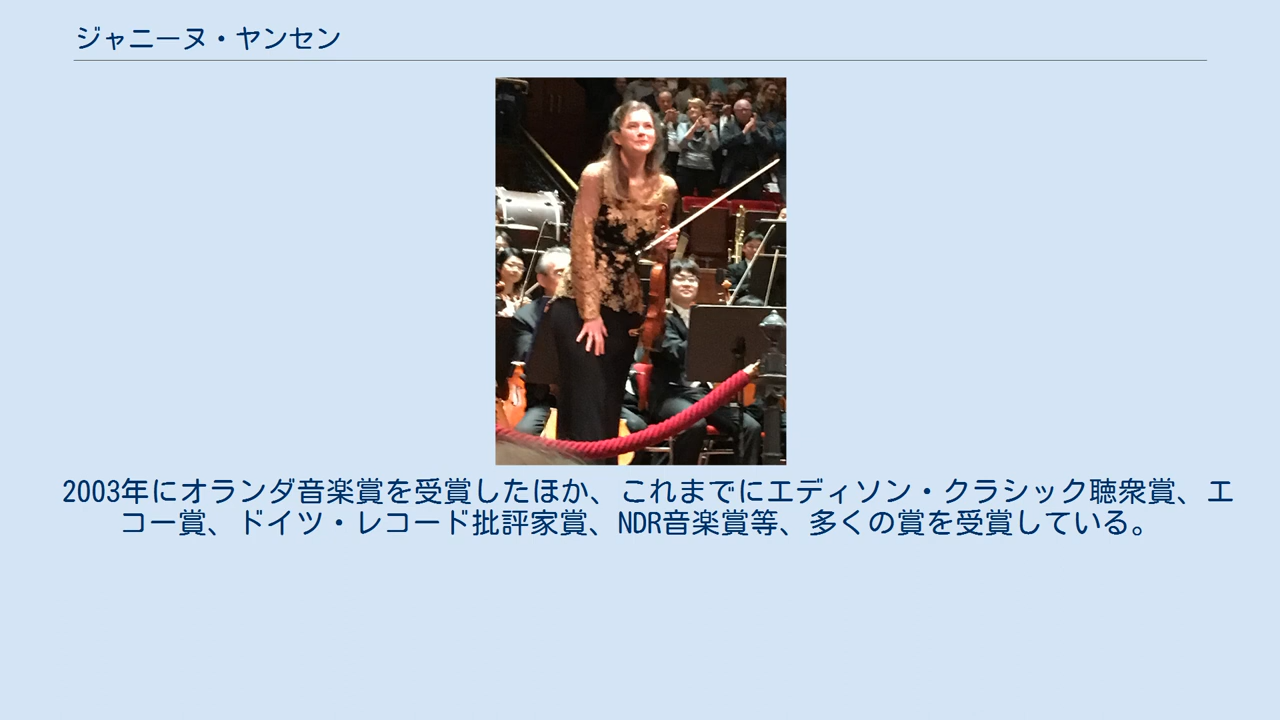 ジャニーヌ・ヤンセン
2003年にオランダ音楽賞を受賞したほか、これまでにエディソン・クラシック聴衆賞、エ
コー賞、ドイツ・レコード批評家賞、NDR音楽賞等、多くの賞を受賞している。